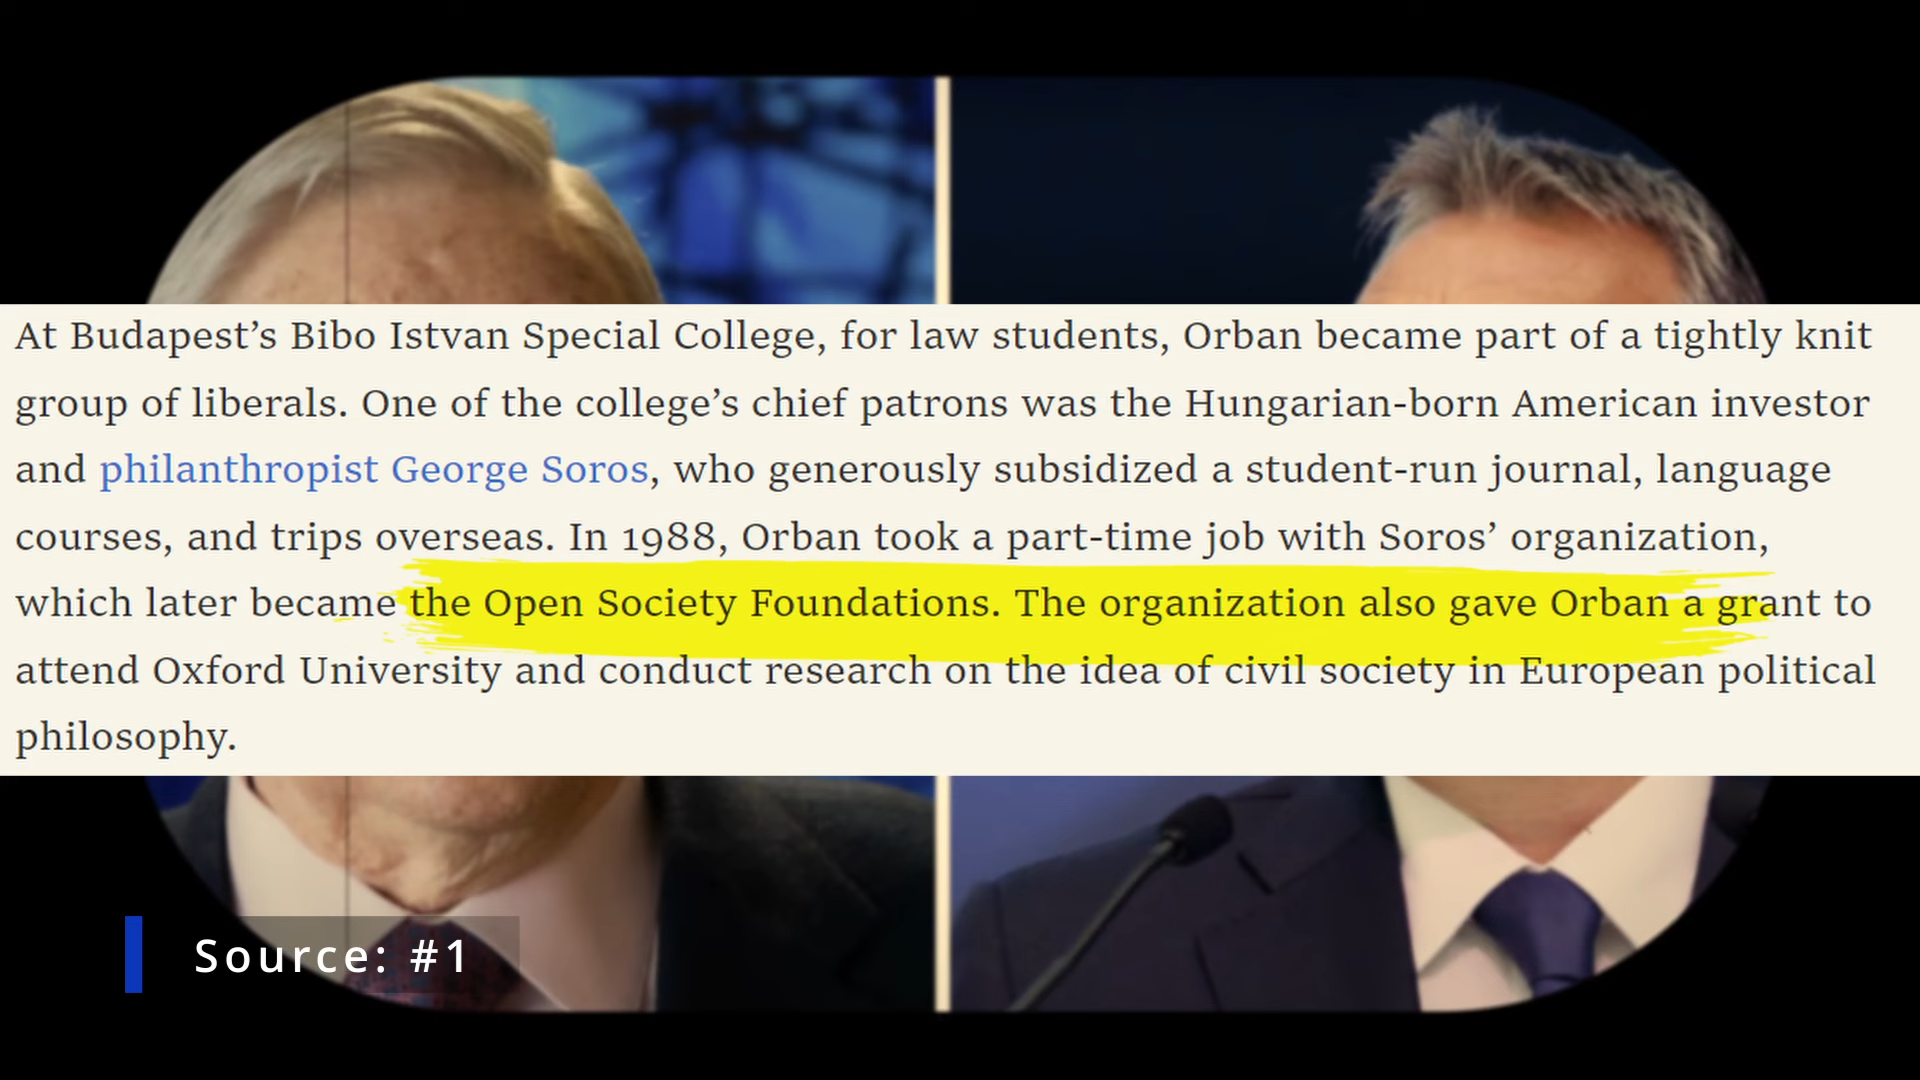 At Budapest’s Bibo Istvan Special College, for law students, Orban became part of a tightly knit
group of liberals. One of the college’s chief patrons was the Hungarian-born American investor
and philanthropist George Soros, who generously subsidized a student-run journal, language
courses, and trips overseas. In 1988, Orban took a part-time job with Soros’ organization,
which later became the Open Society Foundations. The organization also gave Orban a grant to
attend Oxford University and conduct research on the idea of civil society in European political
philosophy.
Source: #1